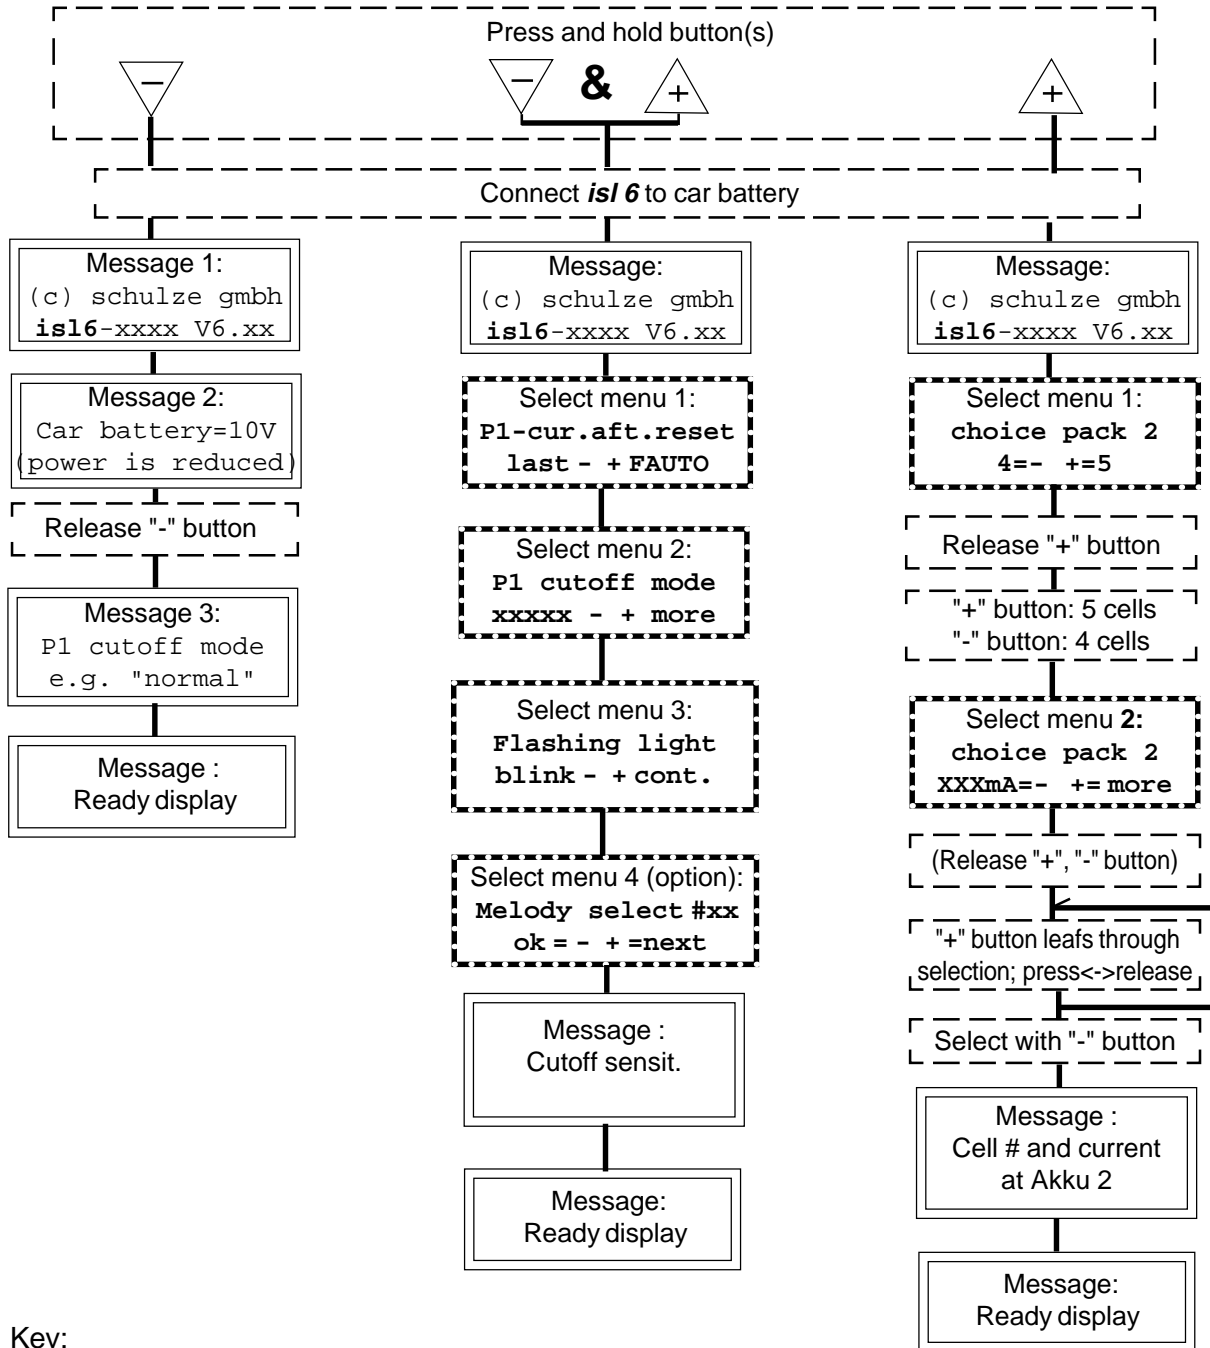 Press and hold button(s)
− & +
+
−
Connect isl 6 to car battery
Message 1:
(c) schulze gmbh
isl6-xxxx V6.xx
Message 2:
Car battery=10V
(power is reduced)
Release "-" button
Message 3:
P1 cutoff mode
e.g. "normal"
Message :
Ready display
Message:
(c) schulze gmbh
isl6-xxxx V6.xx
Select menu 1:
P1-cur.aft.reset
last - + FAUTO
Select menu 2:
P1 cutoff mode
xxxxx - + more
Select menu 3:
Flashing light
blink - + cont.
Select menu 4 (option):
Melody select #xx
ok = - + =next
Message :
Cutoff sensit.
Message:
Ready display
Message:
(c) schulze gmbh
isl6-xxxx V6.xx
Select menu 1:
choice pack 2
4=- +=5
Release "+" button
"+" button: 5 cells
"-" button: 4 cells
Select menu 2:
choice pack 2
XXXmA=- += more
(Release "+", "-" button)
"+" button leafs through
selection; press<->release
Select with "-" button
Message :
Cell # and current
at Akku 2
Message:
Ready display
Key: